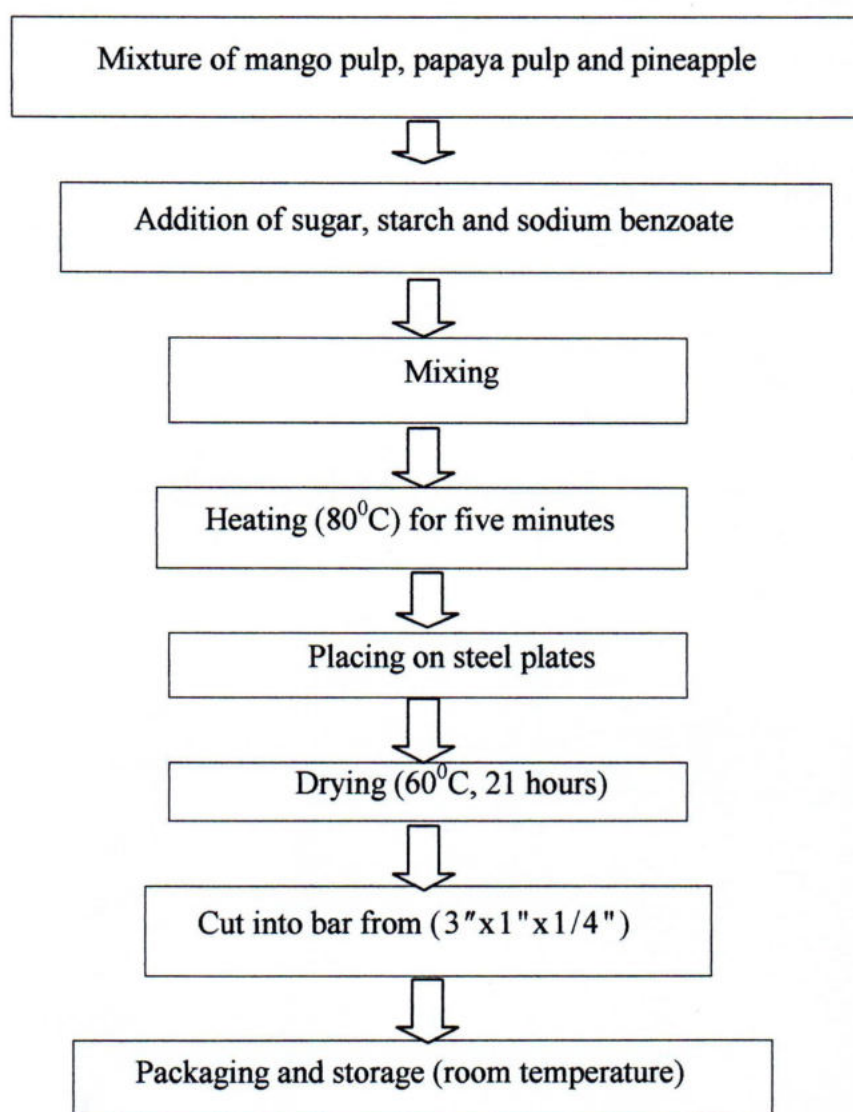 Mixture of mango pulp, papaya pulp and pineapple
Addition of sugar, starch and sodium benzoate
Mixing
Heating (80⁰C) for five minutes
Placing on steel plates
Drying (60⁰C, 21 hours)
Cut into bar from (3"x1"x1/4")
Packaging and storage (room temperature)